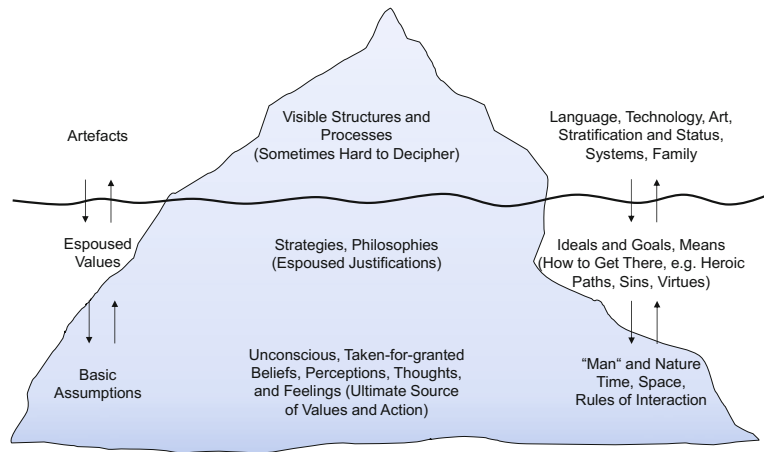 Artefacts
Visible Structures and
Processes
(Sometimes Hard to Decipher)
Language, Technology, Art,
Stratification and Status,
Systems, Family
Espoused
Values
Strategies, Philosophies
(Espoused Justifications)
Ideals and Goals, Means
(How to Get There, e.g. Heroic
Paths, Sins, Virtues)
Basic
Assumptions
Unconscious, Taken-for-granted
Beliefs, Perceptions, Thoughts,
and Feelings (Ultimate Source
of Values and Action)
“Man“ and Nature
Time, Space,
Rules of Interaction